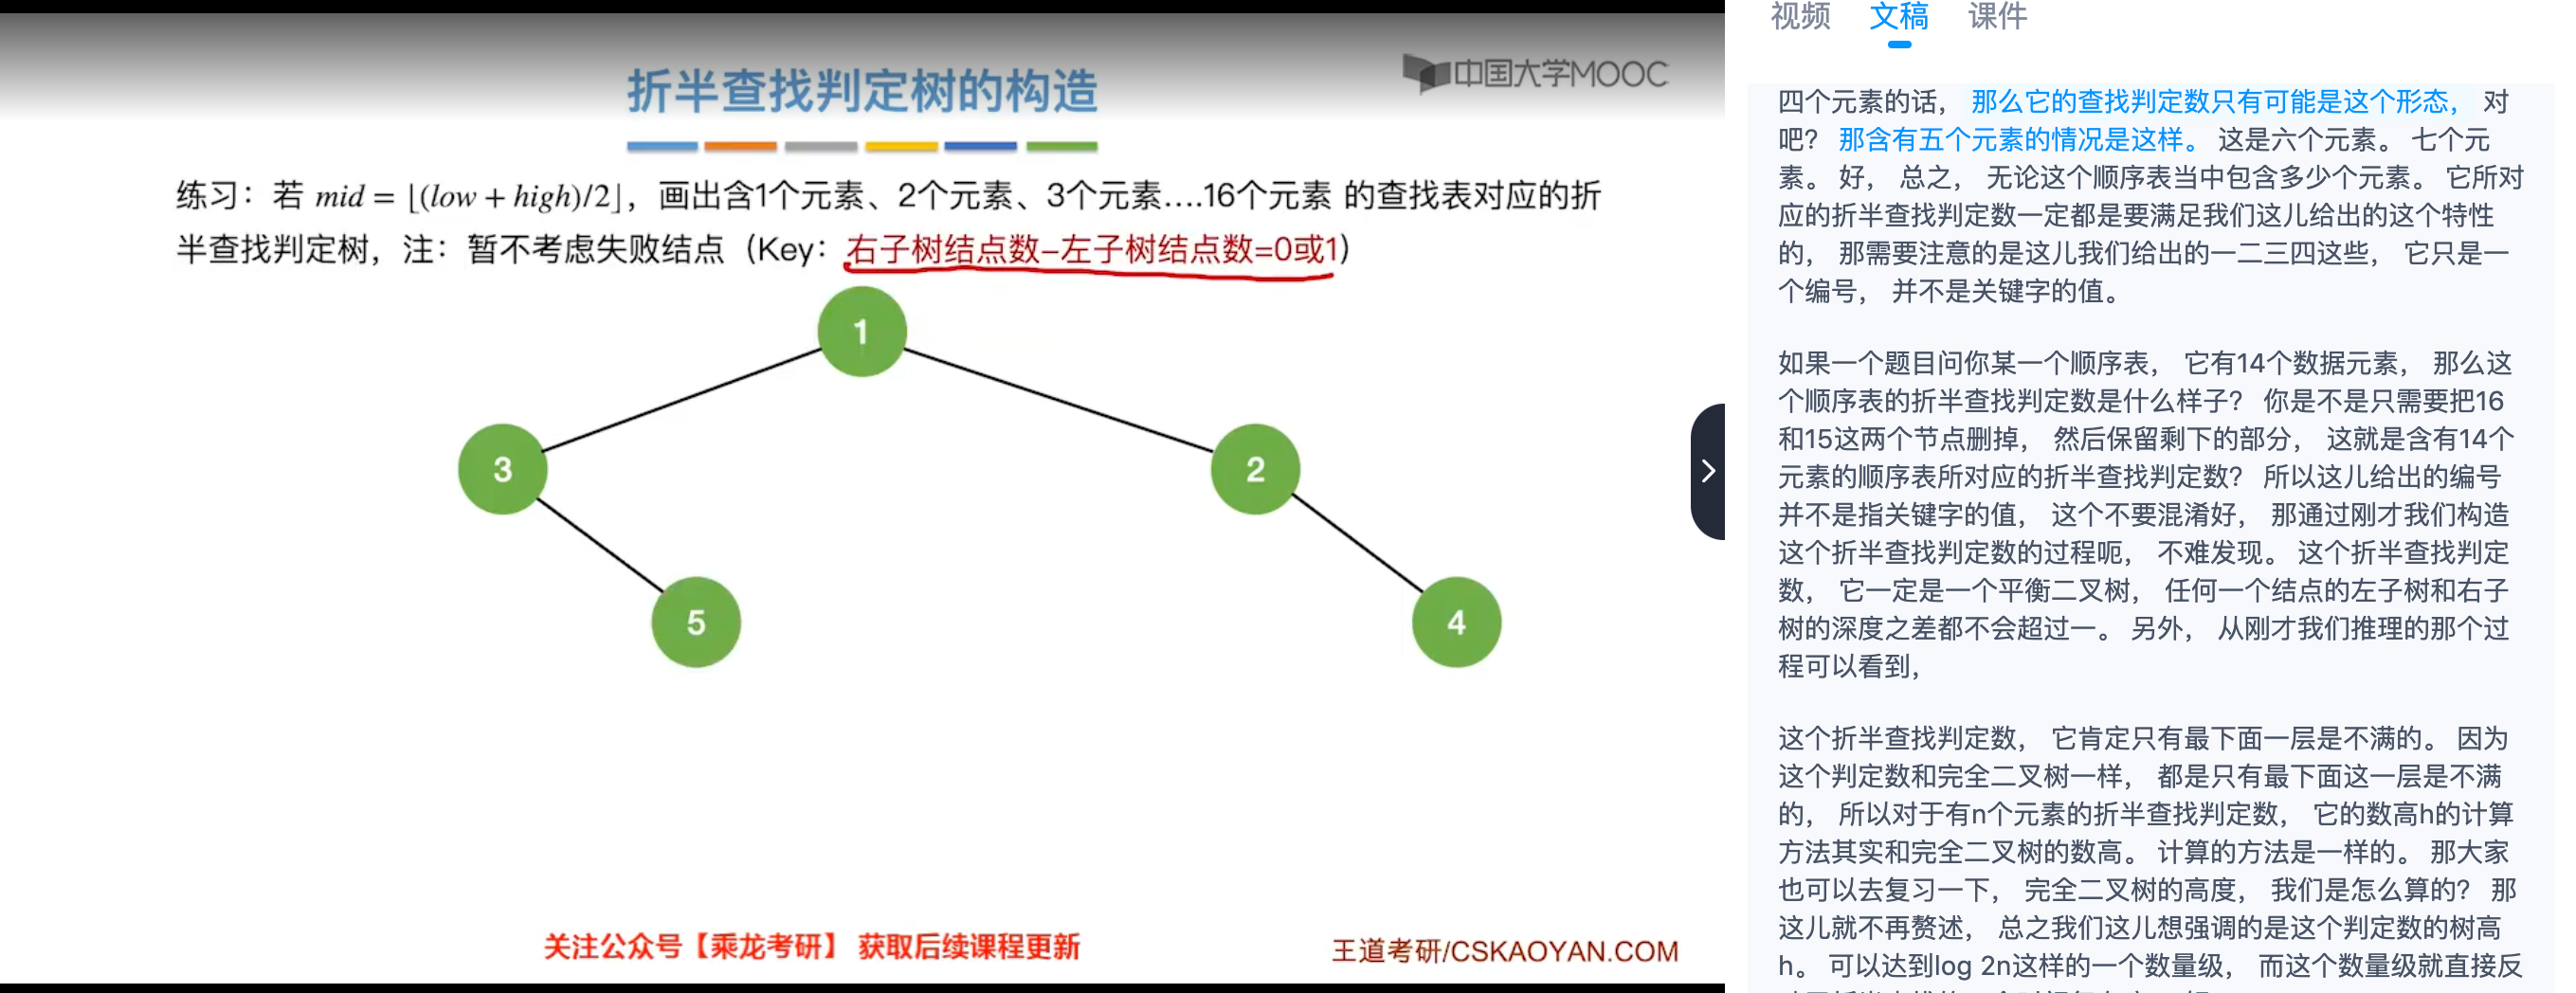 折半查找判定树的构造
中国大学MOOC
练习：若 mid = ⌊(low + high)/2⌋，画出含1个元素、2个元素、3个元素....16个元素 的查找表对应的折
半查找判定树，注：暂不考虑失败结点（Key：右子树结点数-左子树结点数=0或1）
1
3
2
5
4
关注公众号【乘龙考研】 获取后续课程更新
王道考研/CSKAOYAN.COM
视频 文稿 课件
四个元素的话， 那么它的查找判定数只有可能是这个形态， 对
吧？ 那含有五个元素的情况是这样。 这是六个元素。 七个元
素。 好， 总之， 无论这个顺序表当中包含多少个元素。 它所对
应的折半查找判定数一定都是要满足我们这儿给出的这个特性
的， 那需要注意的是这儿我们给出的一二三四这些， 它只是一
个编号， 并不是关键字的值。
如果一个题目问你某一个顺序表， 它有14个数据元素， 那么这
个顺序表的折半查找判定数是什么样子？ 你是不是只需要把16
和15这两个节点删掉， 然后保留剩下的部分， 这就是含有14个
元素的顺序表所对应的折半查找判定数？ 所以这儿给出的编号
并不是指关键字的值， 这个不要混淆好， 那通过刚才我们构造
这个折半查找判定数的过程呃， 不难发现。 这个折半查找判定
数， 它一定是一个平衡二叉树， 任何一个结点的左子树和右子
树的深度之差都不会超过一。 另外， 从刚才我们推理的那个过
程可以看到，
这个折半查找判定数， 它肯定只有最下面一层是不满的。 因为
这个判定数和完全二叉树一样， 都是只有最下面这一层是不满
的， 所以对于有n个元素的折半查找判定数， 它的数高h的计算
方法其实和完全二叉树的数高。 计算的方法是一样的。 那大家
也可以去复习一下， 完全二叉树的高度， 我们是怎么算的？ 那
这儿就不再赘述， 总之我们这儿想强调的是这个判定数的树高
h。 可以达到log 2n这样的一个数量级， 而这个数量级就直接反